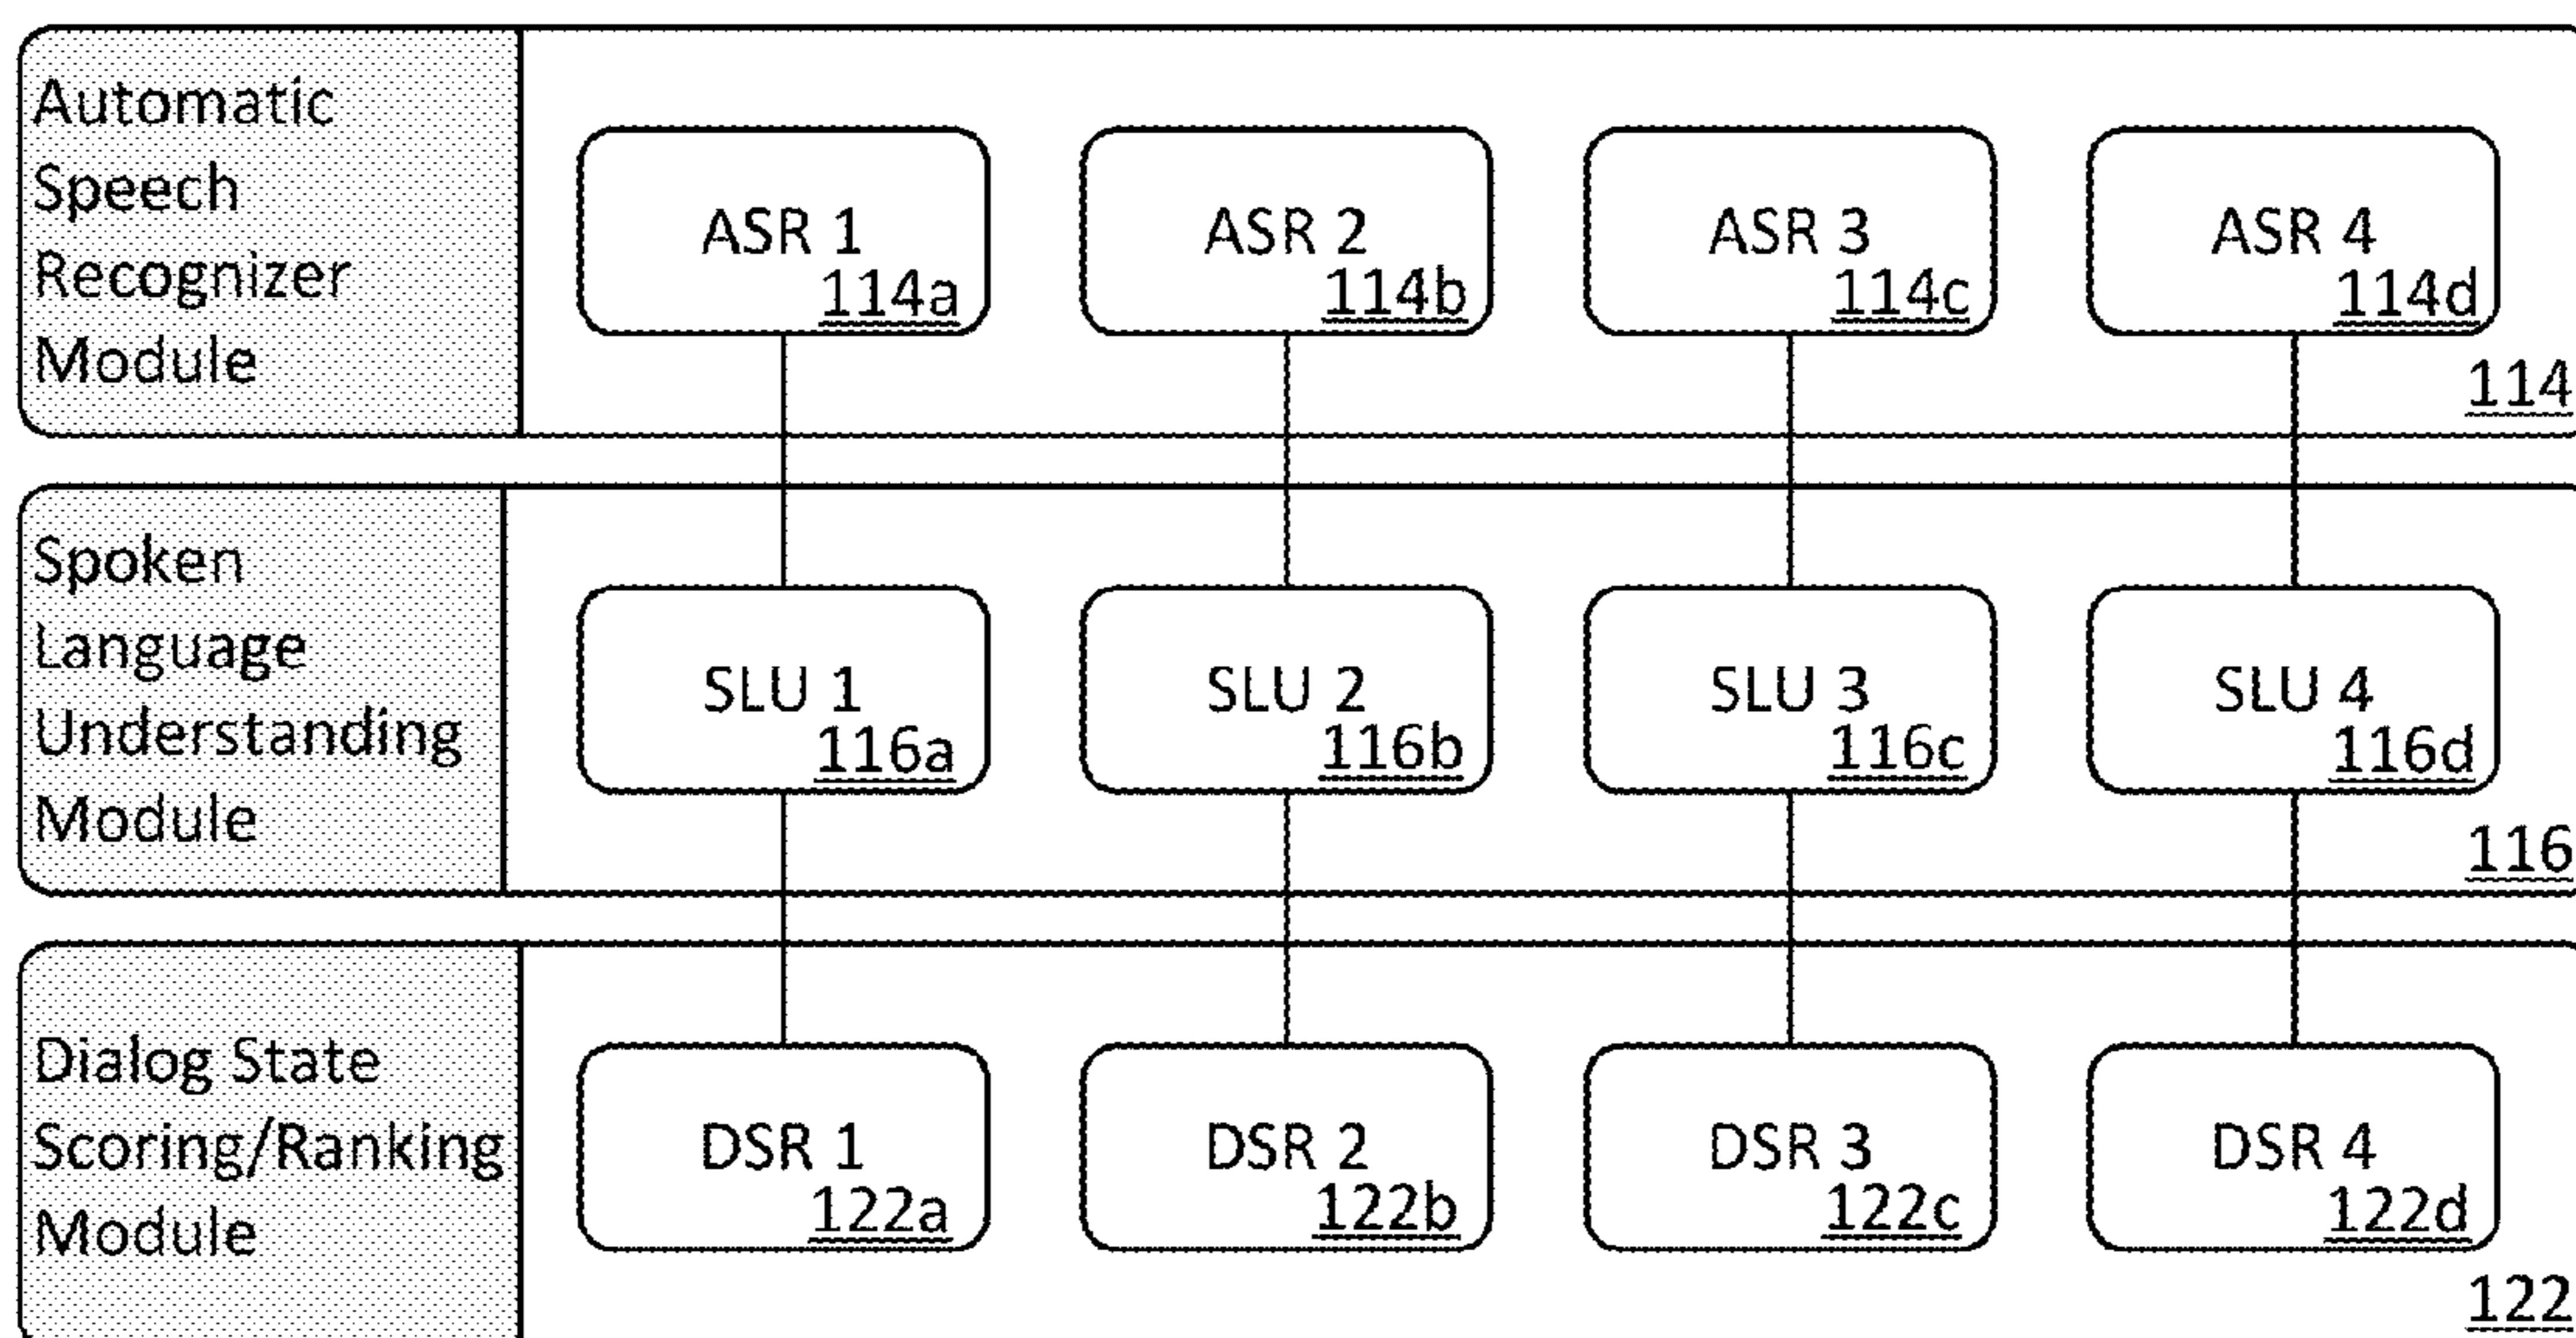 Automatic
Speech
Recognizer
Module
ASR 1
114a
ASR 2
114b
ASR 3
114c
ASR 4
114d
114
Spoken
Language
Understanding
Module
SLU 1
116a
SLU 2
116b
SLU 3
116c
SLU 4
116d
116
Dialog State
Scoring/Ranking
Module
DSR 1
122a
DSR 2
122b
DSR 3
122c
DSR 4
122d
122